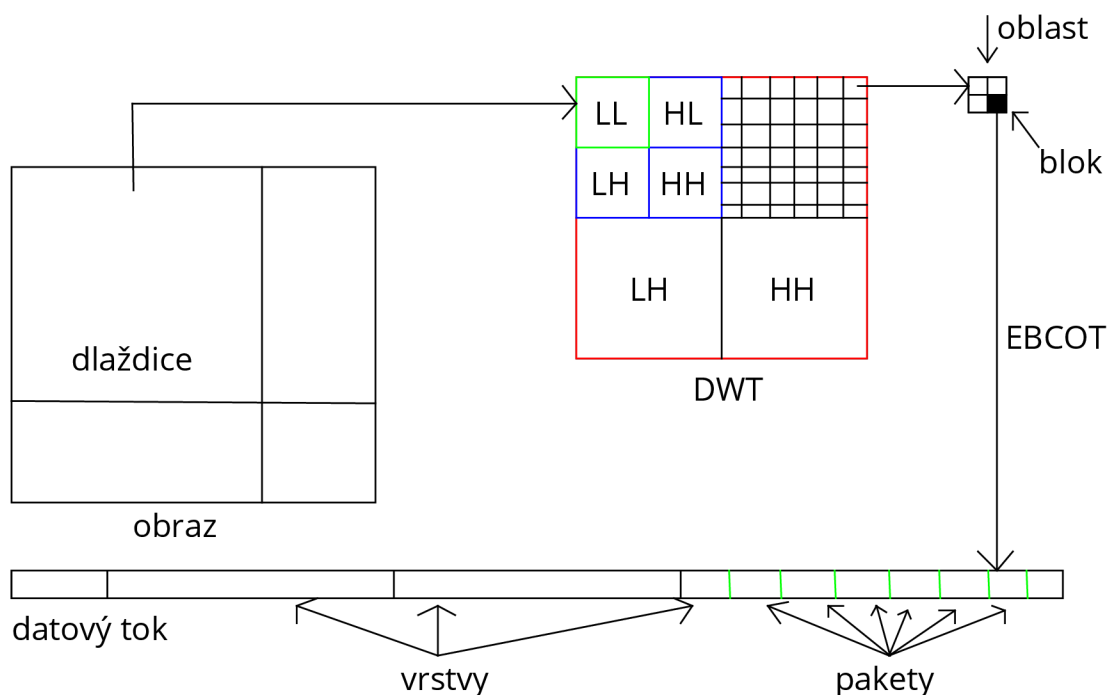 oblast
LL HL
blok
LH HH
LH HH
EBCOT
dlaždice
DWT
obraz
datový tok
vrstvy
pakety